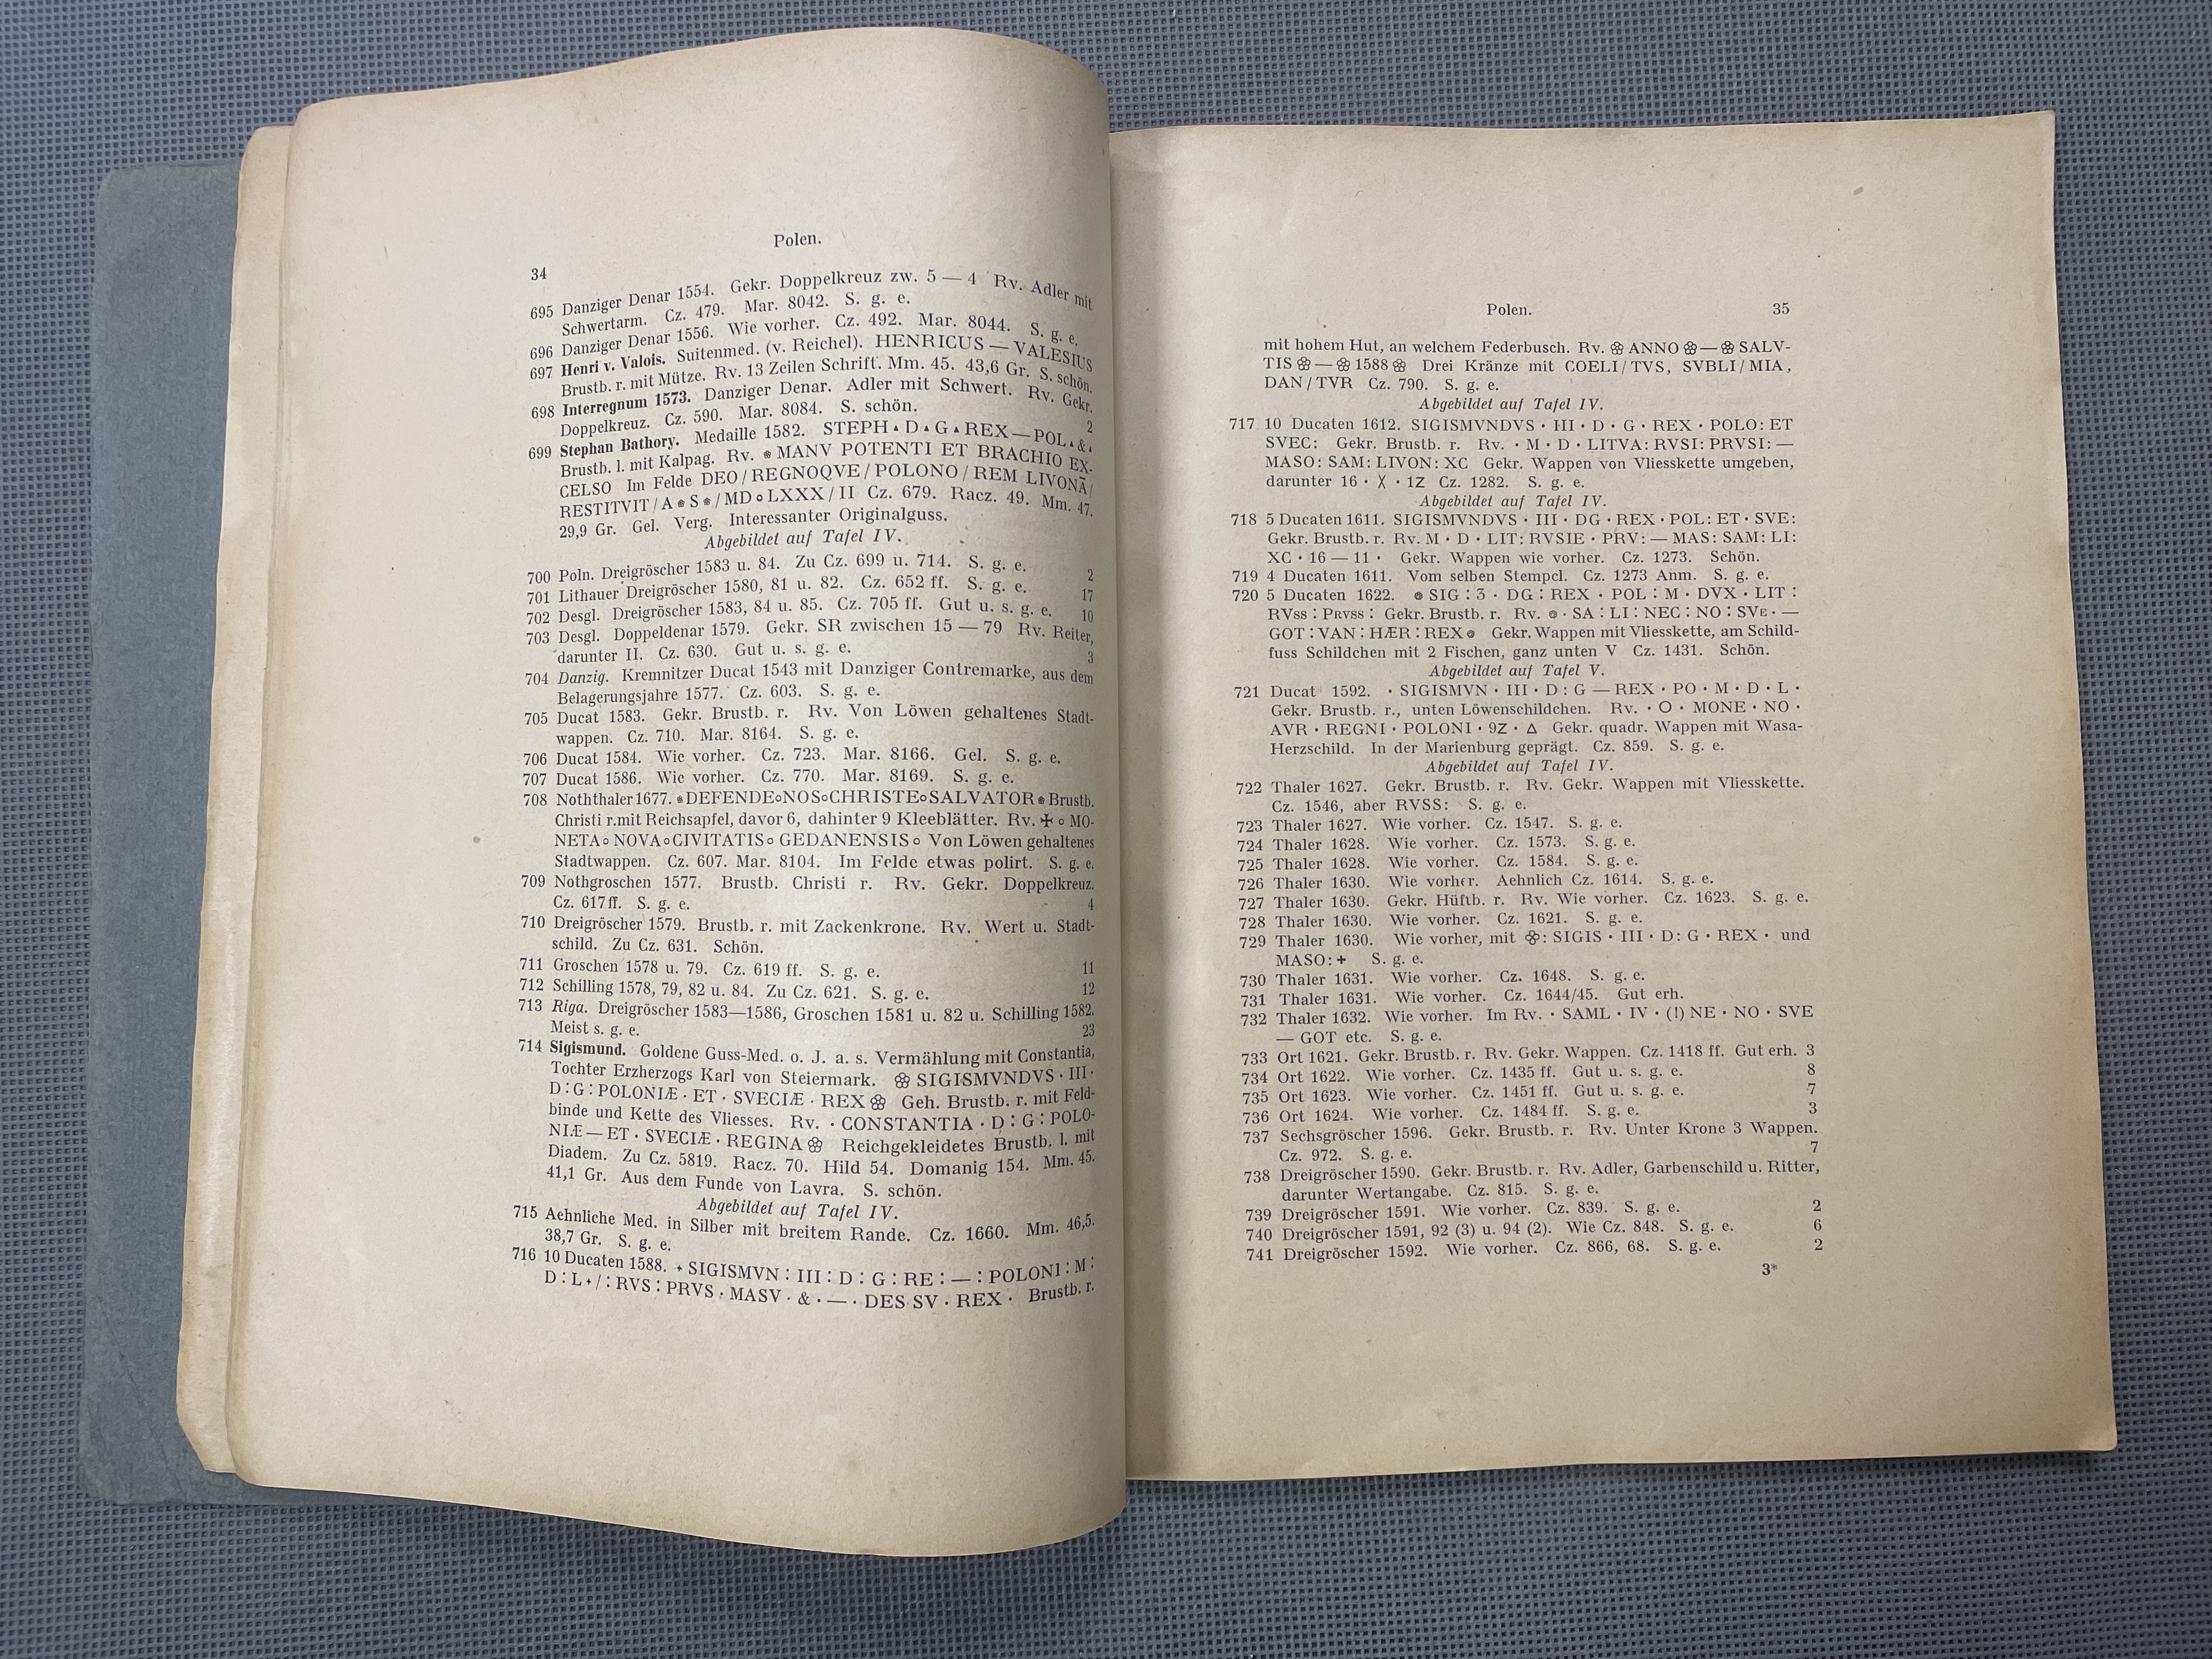 Polen.
34
695 Danziger Denar 1554. Gekr. Doppelkreuz zw. 5 — 4 Rv. Adler mit
Schwertarm. Cz. 479. Mar. 8042. S. g. e.
696 Danziger Denar 1556. Wie vorher. Cz. 492. Mar. 8044. S. g. e.
697 Henri v. Valois. Suitenmed. (v. Reichel). HENRICUS — VALESIUS
Brustb. r. mit Mütze. Rv. 13 Zeilen Schrift. Mm. 45. 43,6 Gr. S. schön.
698 Interregnum 1573. Danziger Denar. Adler mit Schwert. Rv. Gekr.
Doppelkreuz. Cz. 590. Mar. 8084. S. schön. 2
699 Stephan Bathory. Medaille 1582. STEPH ▴ D ▴ G ▴ REX — POL ▴ & ▴
Brustb. l. mit Kalpag. Rv. ❀ MANV POTENTI ET BRACHIO EX-
CELSO Im Felde DEO / REGNOQVE / POLONO / REM LIVONĀ /
RESTITVIT / A ❀ S ❀ / MD ∘ LXXX / II Cz. 679. Racz. 49. Mm. 47.
29,9 Gr. Gel. Verg. Interessanter Originalguss.
Abgebildet auf Tafel IV.
700 Poln. Dreigröscher 1583 u. 84. Zu Cz. 699 u. 714. S. g. e. 2
701 Lithauer Dreigröscher 1580, 81 u. 82. Cz. 652 ff. S. g. e. 17
702 Desgl. Dreigröscher 1583, 84 u. 85. Cz. 705 ff. Gut u. s. g. e. 10
703 Desgl. Doppeldenar 1579. Gekr. SR zwischen 15 — 79 Rv. Reiter,
darunter II. Cz. 630. Gut u. s. g. e. 3
704 Danzig. Kremnitzer Ducat 1543 mit Danziger Contremarke, aus dem
Belagerungsjahre 1577. Cz. 603. S. g. e.
705 Ducat 1583. Gekr. Brustb. r. Rv. Von Löwen gehaltenes Stadt-
wappen. Cz. 710. Mar. 8164. S. g. e.
706 Ducat 1584. Wie vorher. Cz. 723. Mar. 8166. Gel. S. g. e.
707 Ducat 1586. Wie vorher. Cz. 770. Mar. 8169. S. g. e.
708 Noththaler 1677. ❀ DEFENDE∘NOS∘CHRISTE∘SALVATOR ❀ Brustb.
Christi r. mit Reichsapfel, davor 6, dahinter 9 Kleeblätter. Rv. ✠ ∘ MO-
NETA∘NOVA∘CIVITATIS∘GEDANENSIS∘ Von Löwen gehaltenes
Stadtwappen. Cz. 607. Mar. 8104. Im Felde etwas polirt. S. g. e.
709 Nothgroschen 1577. Brustb. Christi r. Rv. Gekr. Doppelkreuz.
Cz. 617 ff. S. g. e. 4
710 Dreigröscher 1579. Brustb. r. mit Zackenkrone. Rv. Wert u. Stadt-
schild. Zu Cz. 631. Schön.
711 Groschen 1578 u. 79. Cz. 619 ff. S. g. e. 11
712 Schilling 1578, 79, 82 u. 84. Zu Cz. 621. S. g. e. 12
713 Riga. Dreigröscher 1583—1586, Groschen 1581 u. 82 u. Schilling 1582.
Meist s. g. e. 23
714 Sigismund. Goldene Guss-Med. o. J. a. s. Vermählung mit Constantia,
Tochter Erzherzogs Karl von Steiermark. ❀ SIGISMVNDVS · III ·
D : G : POLONIÆ · ET · SVECIÆ · REX ❀ Geh. Brustb. r. mit Feld-
binde und Kette des Vliesses. Rv. · CONSTANTIA · D : G : POLO-
NIÆ — ET · SVECIÆ · REGINA ❀ Reichgekleidetes Brustb. l. mit
Diadem. Zu Cz. 5819. Racz. 70. Hild 54. Domanig 154. Mm. 45.
41,1 Gr. Aus dem Funde von Lavra. S. schön.
Abgebildet auf Tafel IV.
715 Aehnliche Med. in Silber mit breitem Rande. Cz. 1660. Mm. 46,5.
38,7 Gr. S. g. e.
716 10 Ducaten 1588. + SIGISMVN : III : D : G : RE : — : POLONI : M :
D : L + / : RVS : PRVS · MASV · & · — · DES SV · REX · Brustb. r.
Polen. 35
mit hohem Hut, an welchem Federbusch. Rv. ❀ ANNO ❀ — ❀ SALV-
TIS ❀ — ❀ 1588 ❀ Drei Kränze mit COELI / TVS, SVBLI / MIA,
DAN / TVR Cz. 790. S. g. e.
Abgebildet auf Tafel IV.
717 10 Ducaten 1612. SIGISMVNDVS · III · D · G · REX · POLO: ET
SVEC: Gekr. Brustb. r. Rv. · M · D · LITVA: RVSI: PRVSI: —
MASO: SAM: LIVON: XC Gekr. Wappen von Vliesskette umgeben,
darunter 16 · X · 1Z Cz. 1282. S. g. e.
Abgebildet auf Tafel IV.
718 5 Ducaten 1611. SIGISMVNDVS · III · DG · REX · POL: ET · SVE:
Gekr. Brustb. r. Rv. M · D · LIT: RVSIE · PRV: — MAS: SAM: LI:
XC · 16 — 11 · Gekr. Wappen wie vorher. Cz. 1273. Schön.
719 4 Ducaten 1611. Vom selben Stempel. Cz. 1273 Anm. S. g. e.
720 5 Ducaten 1622. ❀ SIG : 3 · DG : REX · POL : M · DVX · LIT :
RVss : PRVSS : Gekr. Brustb. r. Rv. ❀ · SA : LI : NEC : NO : SVE · —
GOT : VAN : HÆR : REX ❀ Gekr. Wappen mit Vliesskette, am Schild-
fuss Schildchen mit 2 Fischen, ganz unten V Cz. 1431. Schön.
Abgebildet auf Tafel V.
721 Ducat 1592. · SIGISMVN · III · D : G — REX · PO · M · D · L ·
Gekr. Brustb. r., unten Löwenschildchen. Rv. · O · MONE · NO ·
AVR · REGNI · POLONI · 9Z · △ Gekr. quadr. Wappen mit Wasa-
Herzschild. In der Marienburg geprägt. Cz. 859. S. g. e.
Abgebildet auf Tafel IV.
722 Thaler 1627. Gekr. Brustb. r. Rv. Gekr. Wappen mit Vliesskette.
Cz. 1546, aber RVSS: S. g. e.
723 Thaler 1627. Wie vorher. Cz. 1547. S. g. e.
724 Thaler 1628. Wie vorher. Cz. 1573. S. g. e.
725 Thaler 1628. Wie vorher. Cz. 1584. S. g. e.
726 Thaler 1630. Wie vorher. Aehnlich Cz. 1614. S. g. e.
727 Thaler 1630. Gekr. Hüftb. r. Rv. Wie vorher. Cz. 1623. S. g. e.
728 Thaler 1630. Wie vorher. Cz. 1621. S. g. e.
729 Thaler 1630. Wie vorher, mit ❀: SIGIS · III · D: G · REX · und
MASO: + S. g. e.
730 Thaler 1631. Wie vorher. Cz. 1648. S. g. e.
731 Thaler 1631. Wie vorher. Cz. 1644/45. Gut erh.
732 Thaler 1632. Wie vorher. Im Rv. · SAML · IV · (!) NE · NO · SVE
— GOT etc. S. g. e.
733 Ort 1621. Gekr. Brustb. r. Rv. Gekr. Wappen. Cz. 1418 ff. Gut erh. 3
734 Ort 1622. Wie vorher. Cz. 1435 ff. Gut u. s. g. e. 8
735 Ort 1623. Wie vorher. Cz. 1451 ff. Gut u. s. g. e. 7
736 Ort 1624. Wie vorher. Cz. 1484 ff. S. g. e. 3
737 Sechsgröscher 1596. Gekr. Brustb. r. Rv. Unter Krone 3 Wappen.
Cz. 972. S. g. e. 7
738 Dreigröscher 1590. Gekr. Brustb. r. Rv. Adler, Garbenschild u. Ritter,
darunter Wertangabe. Cz. 815. S. g. e.
739 Dreigröscher 1591. Wie vorher. Cz. 839. S. g. e. 2
740 Dreigröscher 1591, 92 (3) u. 94 (2). Wie Cz. 848. S. g. e. 6
741 Dreigröscher 1592. Wie vorher. Cz. 866, 68. S. g. e. 2
3*